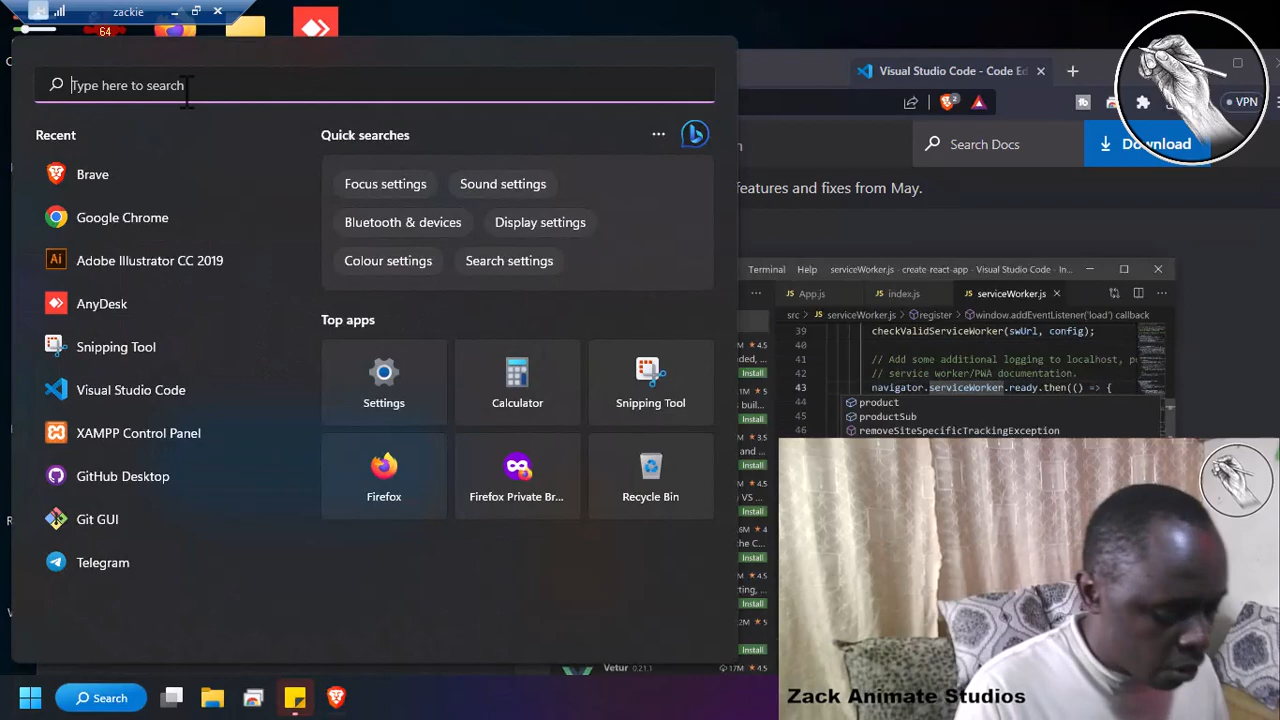 zackie
64
Type here to search
Recent
Brave
Google Chrome
Adobe Illustrator CC 2019
AnyDesk
Snipping Tool
Visual Studio Code
XAMPP Control Panel
GitHub Desktop
Git GUI
Telegram
Quick searches
Focus settings
Sound settings
Bluetooth & devices
Display settings
Colour settings
Search settings
Top apps
Settings
Calculator
Snipping Tool
Firefox
Firefox Private Br...
Recycle Bin
Visual Studio Code - Code Ed
2
VPN
Search Docs
Download
features and fixes from May.
Terminal Help serviceWorker.js - create-react-app - Visual Studio Code - In...
App.js index.js serviceWorker.js
src > serviceWorker.js > register > window.addEventListener('load') callback
39 checkValidServiceWorker(swUrl, config);
40
41 // Add some additional logging to localhost, p
42 // service worker/PWA documentation.
43 navigator.serviceWorker.ready.then(() => {
44 product
45 productSub
46 removeSiteSpecificTrackingException
Install
Install
Install
Install
Install
Install
Install
Vetur 0.21.1 17M 4.5
Install
Search
Zack Animate Studios